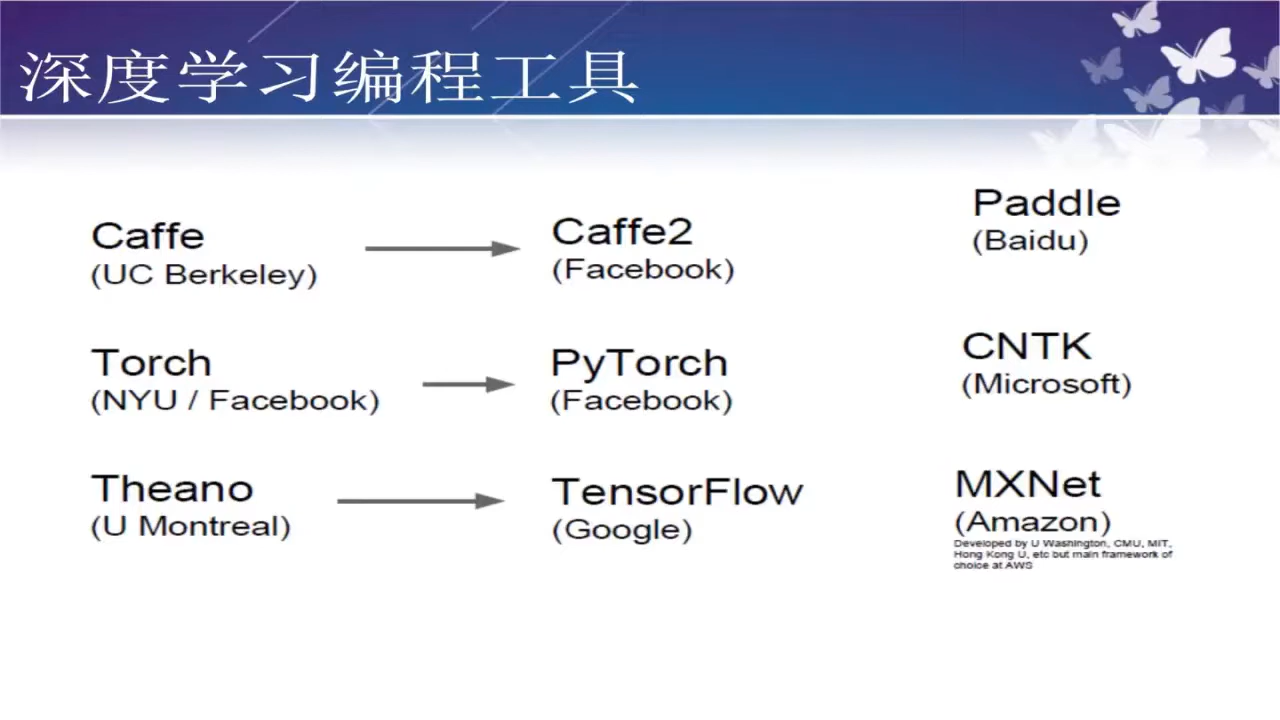 深度学习编程工具
Caffe
(UC Berkeley)
Caffe2
(Facebook)
Paddle
(Baidu)
Torch
(NYU / Facebook)
PyTorch
(Facebook)
CNTK
(Microsoft)
Theano
(U Montreal)
TensorFlow
(Google)
MXNet
(Amazon)
Developed by U Washington, CMU, MIT,
Hong Kong U, etc but main framework of
choice at AWS